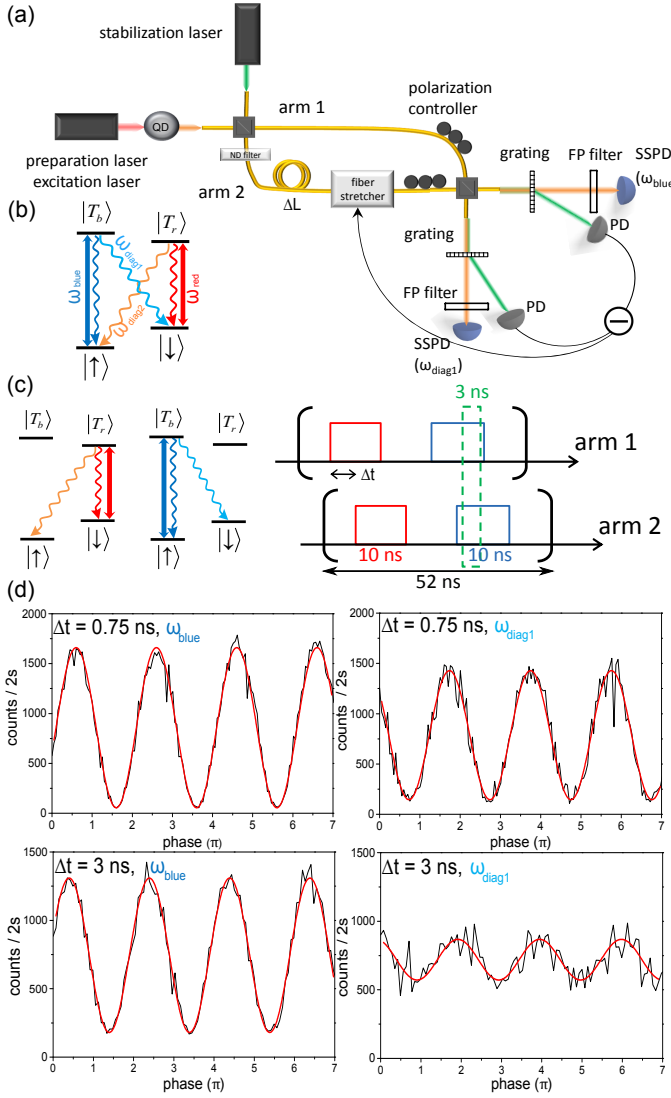 (a)
stabilization laser
arm 1
polarization
controller
QD
preparation laser
excitation laser
ND filter
arm 2
ΔL
fiber
stretcher
grating
FP filter
SSPD
(ω_blue)
PD
grating
FP filter
PD
SSPD
(ω_diag1)
(b)
|T_b⟩
|T_r⟩
ω_blue
ω_diag1
ω_diag2
ω_red
|↑⟩
|↓⟩
(c)
|T_b⟩
|T_r⟩
|T_b⟩
|T_r⟩
|↑⟩
|↓⟩
|↑⟩
|↓⟩
3 ns
arm 1
Δt
arm 2
10 ns
10 ns
52 ns
(d)
Δt = 0.75 ns, ω_blue
counts / 2s
2000
1500
1000
500
0
0 1 2 3 4 5 6 7
phase (π)
Δt = 0.75 ns, ω_diag1
counts / 2s
2000
1500
1000
500
0
0 1 2 3 4 5 6 7
phase (π)
Δt = 3 ns, ω_blue
counts / 2s
1500
1000
500
0
0 1 2 3 4 5 6 7
phase (π)
Δt = 3 ns, ω_diag1
counts / 2s
1500
1000
500
0
0 1 2 3 4 5 6 7
phase (π)